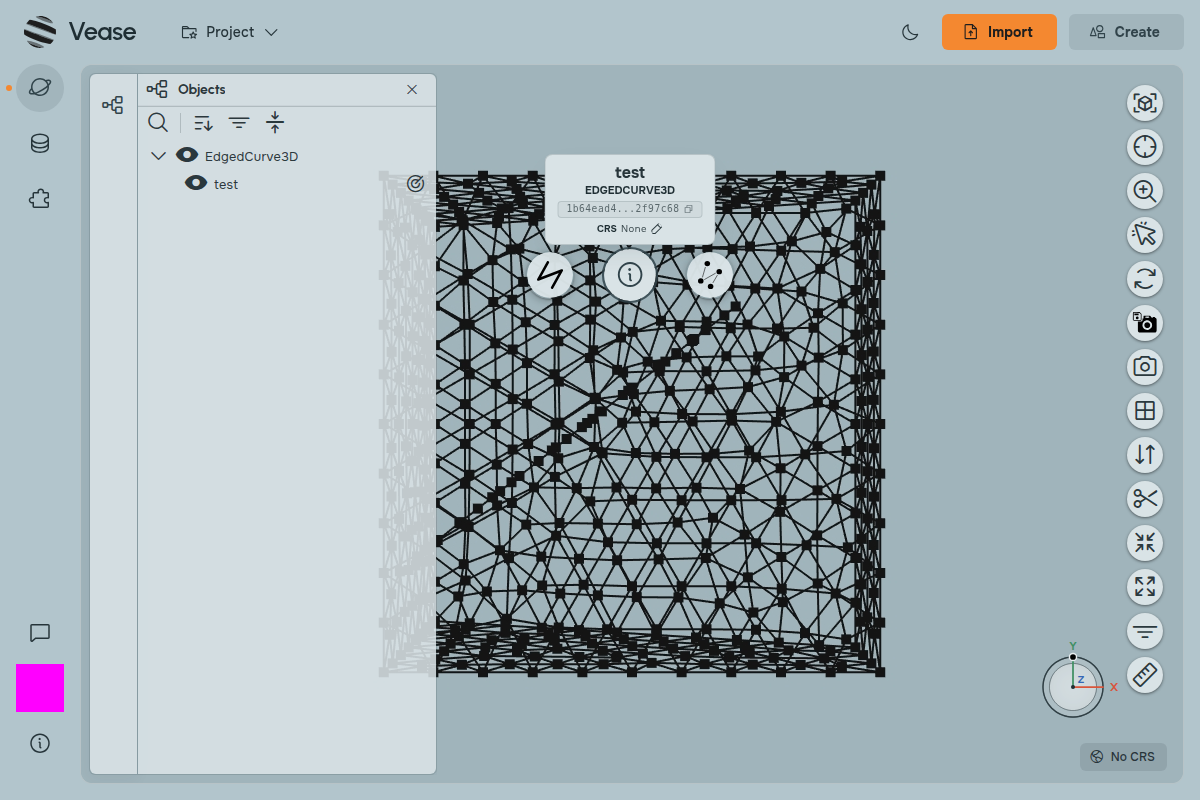 Vease
Project
Import
Create
Objects
EdgedCurve3D
test
test
EDGEDCURVE3D
1b64ead4...2f97c68
CRS None
Y
Z
X
No CRS